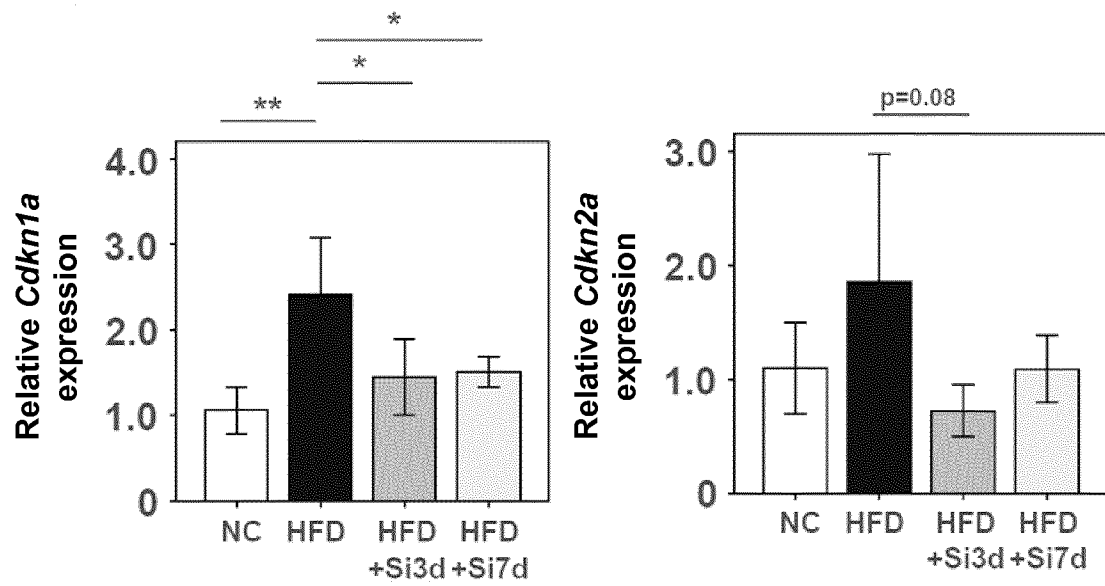 *
*
**
4.0
3.0
2.0
1.0
0
Relative Cdkn1a
expression
NC HFD HFD HFD
+Si3d +Si7d
p=0.08
3.0
2.0
1.0
0
Relative Cdkn2a
expression
NC HFD HFD HFD
+Si3d +Si7d